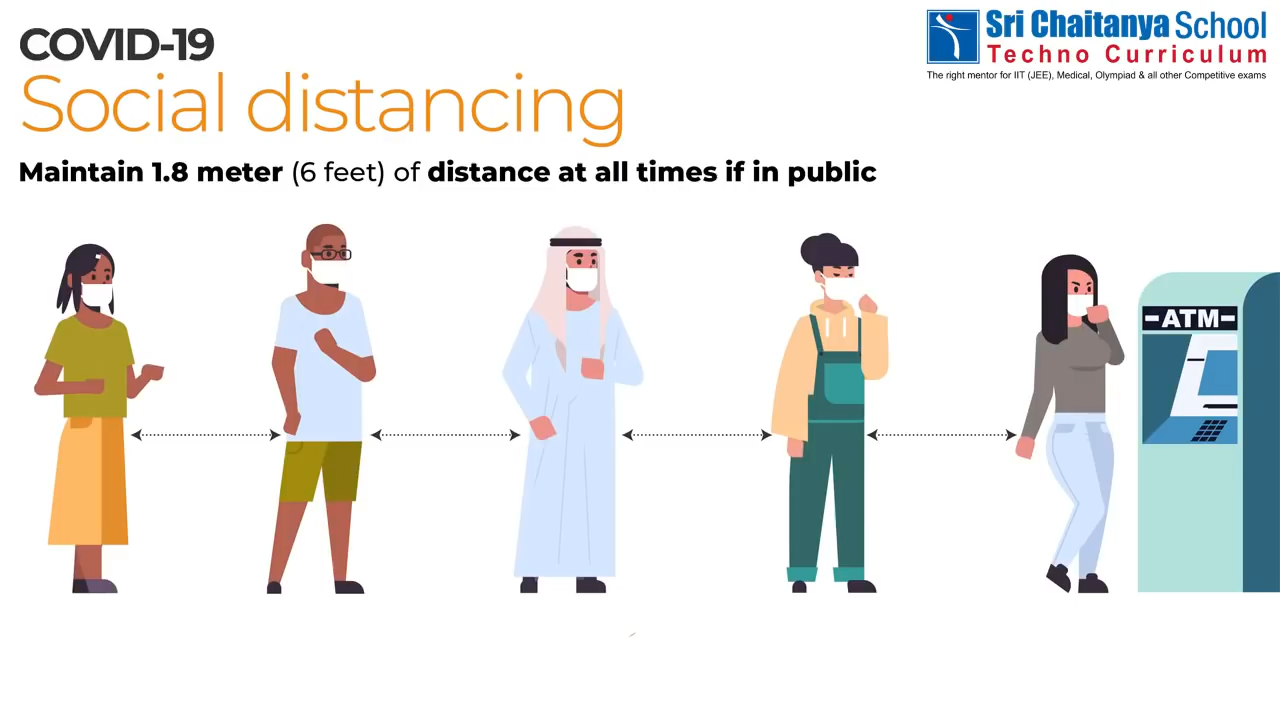 COVID-19
Social distancing
Maintain 1.8 meter (6 feet) of distance at all times if in public
Sri Chaitanya School
Techno Curriculum
The right mentor for IIT (JEE), Medical, Olympiad & all other Competitive exams
-ATM-